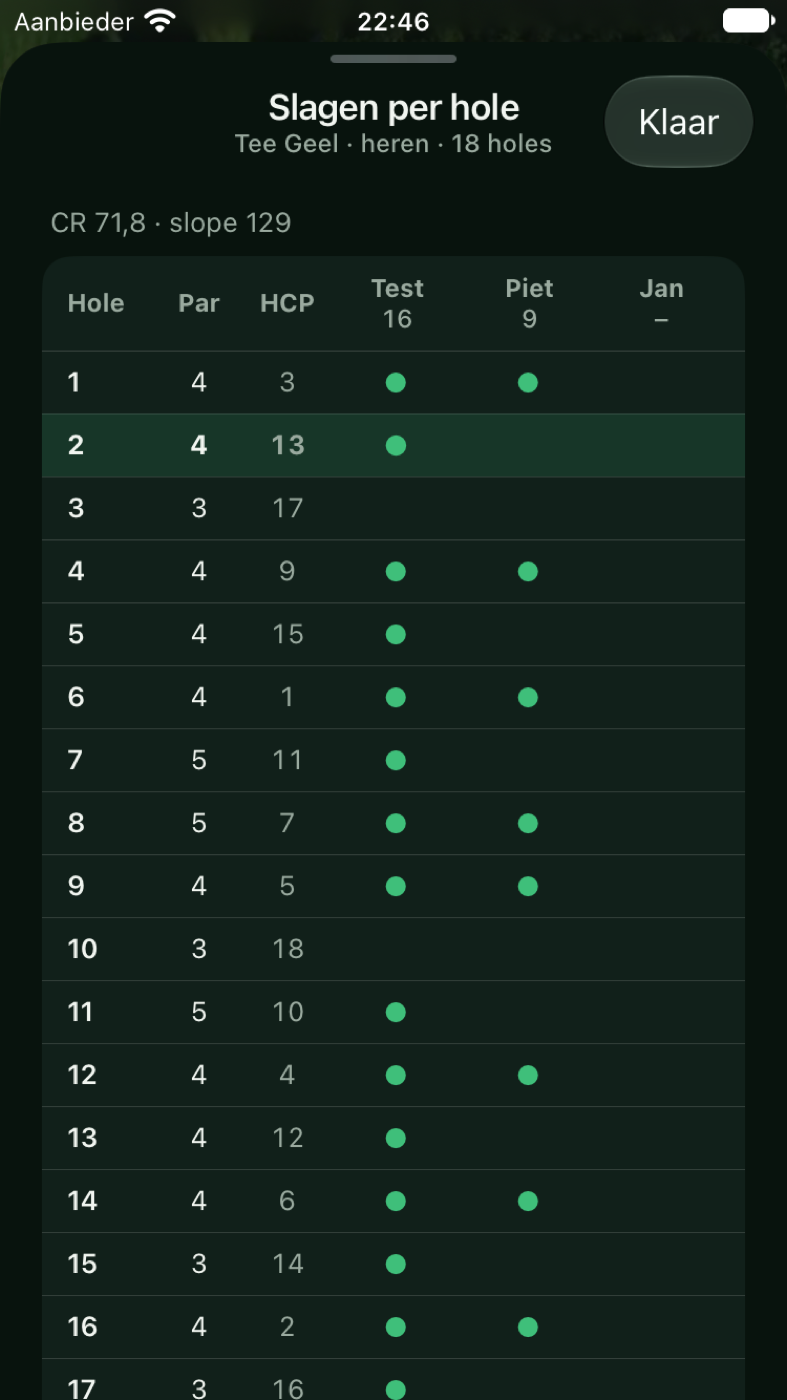 Aanbieder 22:46
Slagen per hole
Tee Geel · heren · 18 holes
Klaar
CR 71,8 · slope 129
Hole Par HCP Test 16 Piet 9 Jan –
1 4 3
2 4 13
3 3 17
4 4 9
5 4 15
6 4 1
7 5 11
8 5 7
9 4 5
10 3 18
11 5 10
12 4 4
13 4 12
14 4 6
15 3 14
16 4 2
17 3 16